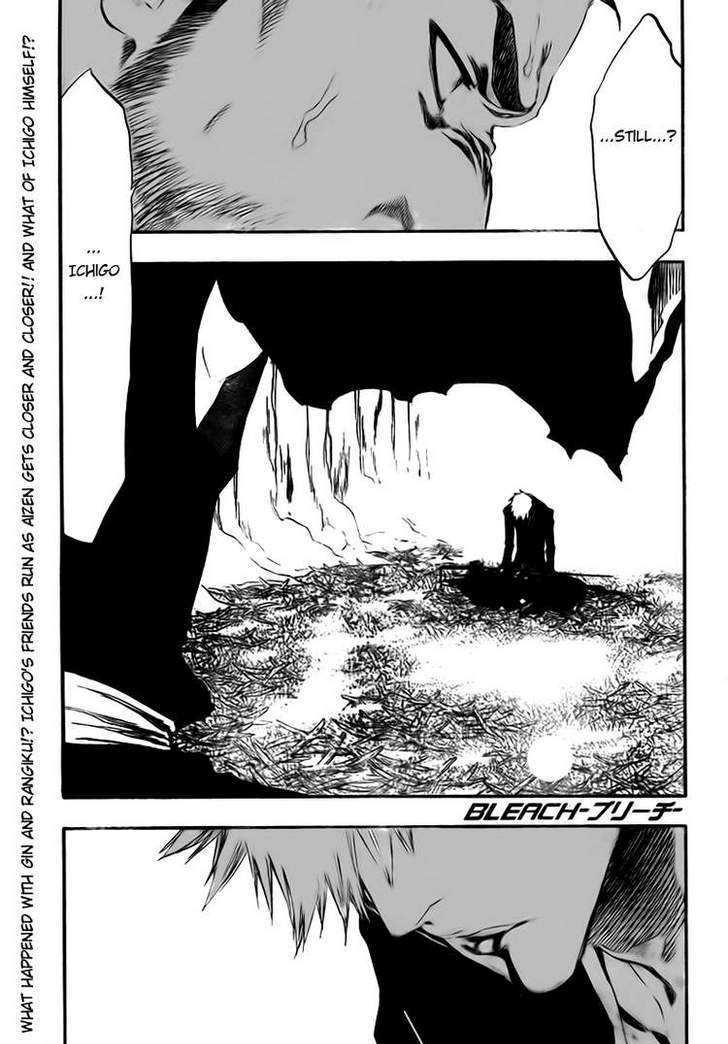 ...STILL...?
...
ICHIGO
...!
BLEACH-ブリーチ-
WHAT HAPPENED WITH GIN AND RANGIKU!? ICHIGO'S FRIENDS RUN AS AIZEN GETS CLOSER AND CLOSER!! AND WHAT OF ICHIGO HIMSELF!?